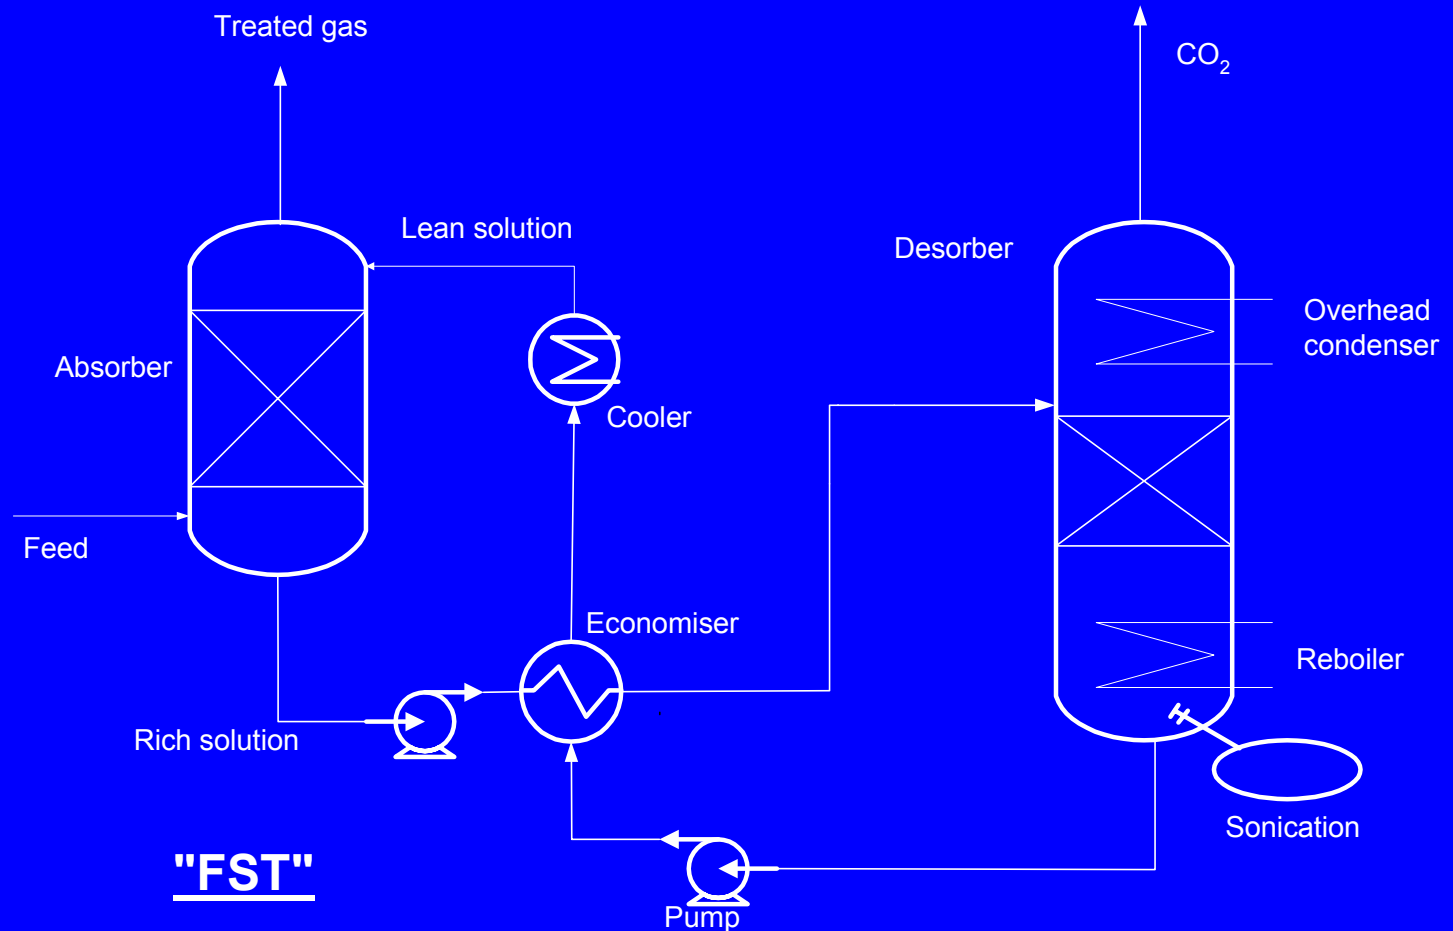 Treated gas
CO₂
Lean solution
Desorber
Overhead
condenser
Absorber
Cooler
Feed
Economiser
Reboiler
Rich solution
Sonication
"FST"
Pump